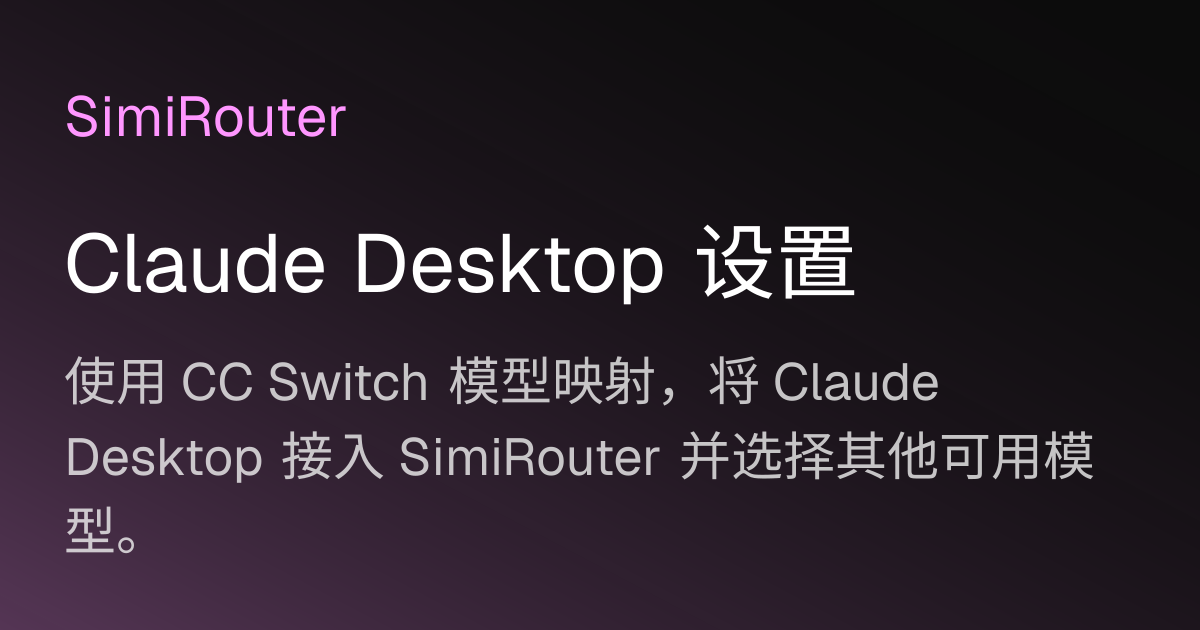 SimiRouter
Claude Desktop 设置
使用 CC Switch 模型映射，将 Claude
Desktop 接入 SimiRouter 并选择其他可用模
型。